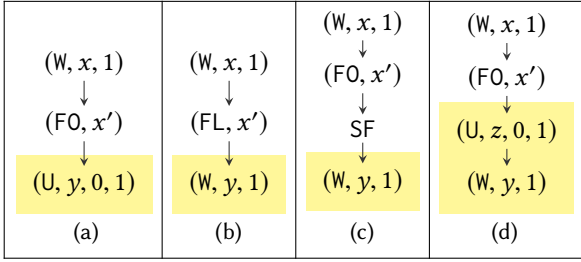 (W, x, 1)
(FO, x′)
(U, y, 0, 1)
(a)
(W, x, 1)
(FL, x′)
(W, y, 1)
(b)
(W, x, 1)
(FO, x′)
SF
(W, y, 1)
(c)
(W, x, 1)
(FO, x′)
(U, z, 0, 1)
(W, y, 1)
(d)